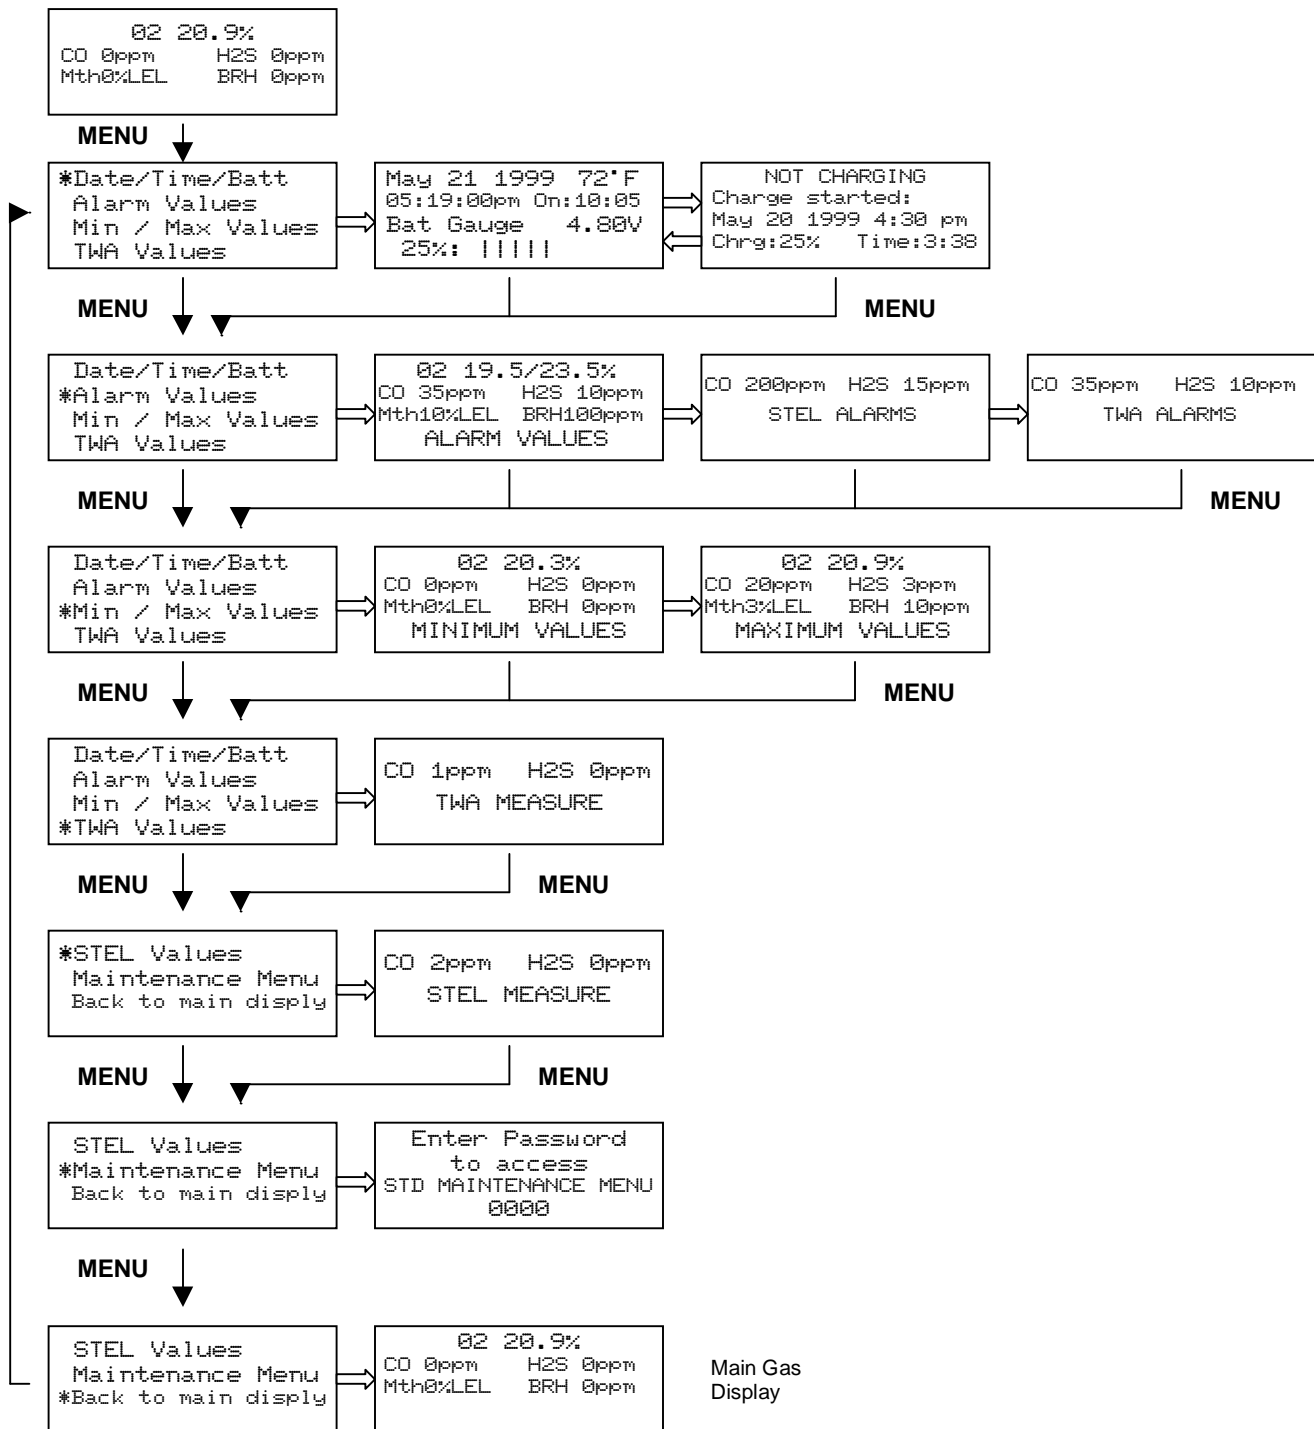 02 20.9%
CO 0ppm H2S 0ppm
Mth0%LEL BRH 0ppm
MENU
*Date/Time/Batt
Alarm Values
Min / Max Values
TWA Values
May 21 1999 72°F
05:19:00pm On:10:05
Bat Gauge 4.80V
25%: |||||
NOT CHARGING
Charge started:
May 20 1999 4:30 pm
Chrg:25% Time:3:38
MENU
MENU
Date/Time/Batt
*Alarm Values
Min / Max Values
TWA Values
02 19.5/23.5%
CO 35ppm H2S 10ppm
Mth10%LEL BRH100ppm
ALARM VALUES
CO 200ppm H2S 15ppm
STEL ALARMS
CO 35ppm H2S 10ppm
TWA ALARMS
MENU
MENU
Date/Time/Batt
Alarm Values
*Min / Max Values
TWA Values
02 20.3%
CO 0ppm H2S 0ppm
Mth0%LEL BRH 0ppm
MINIMUM VALUES
02 20.9%
CO 20ppm H2S 3ppm
Mth3%LEL BRH 10ppm
MAXIMUM VALUES
MENU
MENU
Date/Time/Batt
Alarm Values
Min / Max Values
*TWA Values
CO 1ppm H2S 0ppm
TWA MEASURE
MENU
MENU
*STEL Values
Maintenance Menu
Back to main disply
CO 2ppm H2S 0ppm
STEL MEASURE
MENU
MENU
STEL Values
*Maintenance Menu
Back to main disply
Enter Password
to access
STD MAINTENANCE MENU
0000
MENU
STEL Values
Maintenance Menu
*Back to main disply
02 20.9%
CO 0ppm H2S 0ppm
Mth0%LEL BRH 0ppm
Main Gas
Display